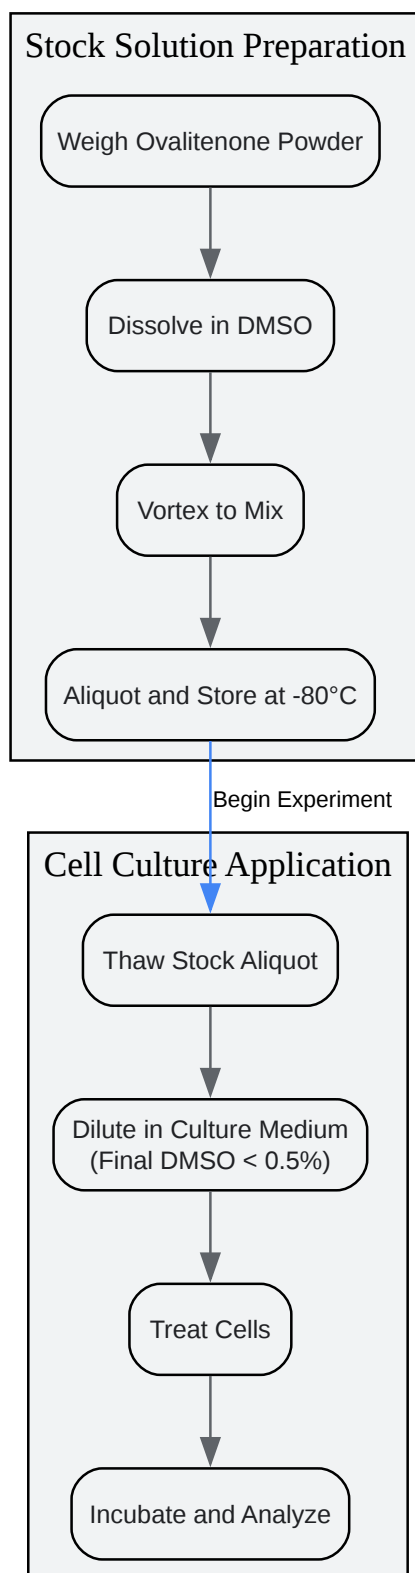 Stock Solution Preparation
Weigh Ovalitenone Powder
Dissolve in DMSO
Vortex to Mix
Aliquot and Store at -80°C
Begin Experiment
Cell Culture Application
Thaw Stock Aliquot
Dilute in Culture Medium
(Final DMSO < 0.5%)
Treat Cells
Incubate and Analyze